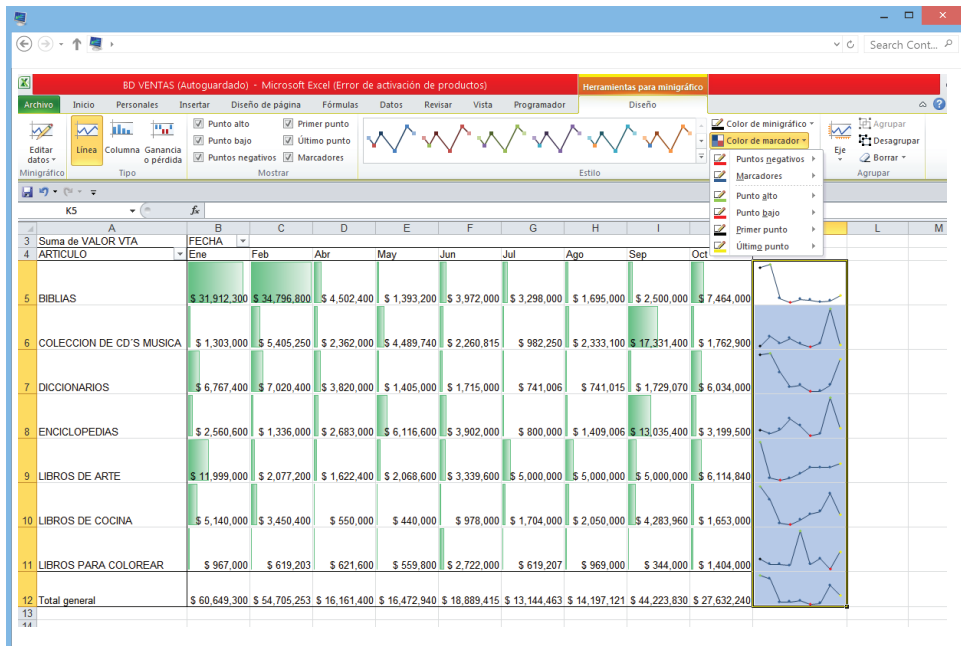 Search Cont...
BD VENTAS (Autoguardado) - Microsoft Excel (Error de activación de productos)
Herramientas para minigráfico
Archivo Inicio Personales Insertar Diseño de página Fórmulas Datos Revisar Vista Programador Diseño
Editar datos
Línea
Columna
Ganancia o pérdida
Punto alto
Punto bajo
Puntos negativos
Primer punto
Último punto
Marcadores
Color de minigráfico
Color de marcador
Eje
Agrupar
Desagrupar
Borrar
Minigráfico Tipo Mostrar Estilo Agrupar
Puntos negativos
Marcadores
Punto alto
Punto bajo
Primer punto
Último punto
K5 fx
A B C D E F G H I L M
3 Suma de VALOR VTA FECHA
4 ARTICULO Ene Feb Abr May Jun Jul Ago Sep Oct
5 BIBLIAS $ 31,912,300 $ 34,796,800 $ 4,502,400 $ 1,393,200 $ 3,972,000 $ 3,298,000 $ 1,695,000 $ 2,500,000 $ 7,464,000
6 COLECCION DE CD´S MUSICA $ 1,303,000 $ 5,405,250 $ 2,362,000 $ 4,489,740 $ 2,260,815 $ 982,250 $ 2,333,100 $ 17,331,400 $ 1,762,900
7 DICCIONARIOS $ 6,767,400 $ 7,020,400 $ 3,820,000 $ 1,405,000 $ 1,715,000 $ 741,006 $ 741,015 $ 1,729,070 $ 6,034,000
8 ENCICLOPEDIAS $ 2,560,600 $ 1,336,000 $ 2,683,000 $ 6,116,600 $ 3,902,000 $ 800,000 $ 1,409,006 $ 13,035,400 $ 3,199,500
9 LIBROS DE ARTE $ 11,999,000 $ 2,077,200 $ 1,622,400 $ 2,068,600 $ 3,339,600 $ 5,000,000 $ 5,000,000 $ 5,000,000 $ 6,114,840
10 LIBROS DE COCINA $ 5,140,000 $ 3,450,400 $ 550,000 $ 440,000 $ 978,000 $ 1,704,000 $ 2,050,000 $ 4,283,960 $ 1,653,000
11 LIBROS PARA COLOREAR $ 967,000 $ 619,203 $ 621,600 $ 559,800 $ 2,722,000 $ 619,207 $ 969,000 $ 344,000 $ 1,404,000
12 Total general $ 60,649,300 $ 54,705,253 $ 16,161,400 $ 16,472,940 $ 18,889,415 $ 13,144,463 $ 14,197,121 $ 44,223,830 $ 27,632,240
13
14